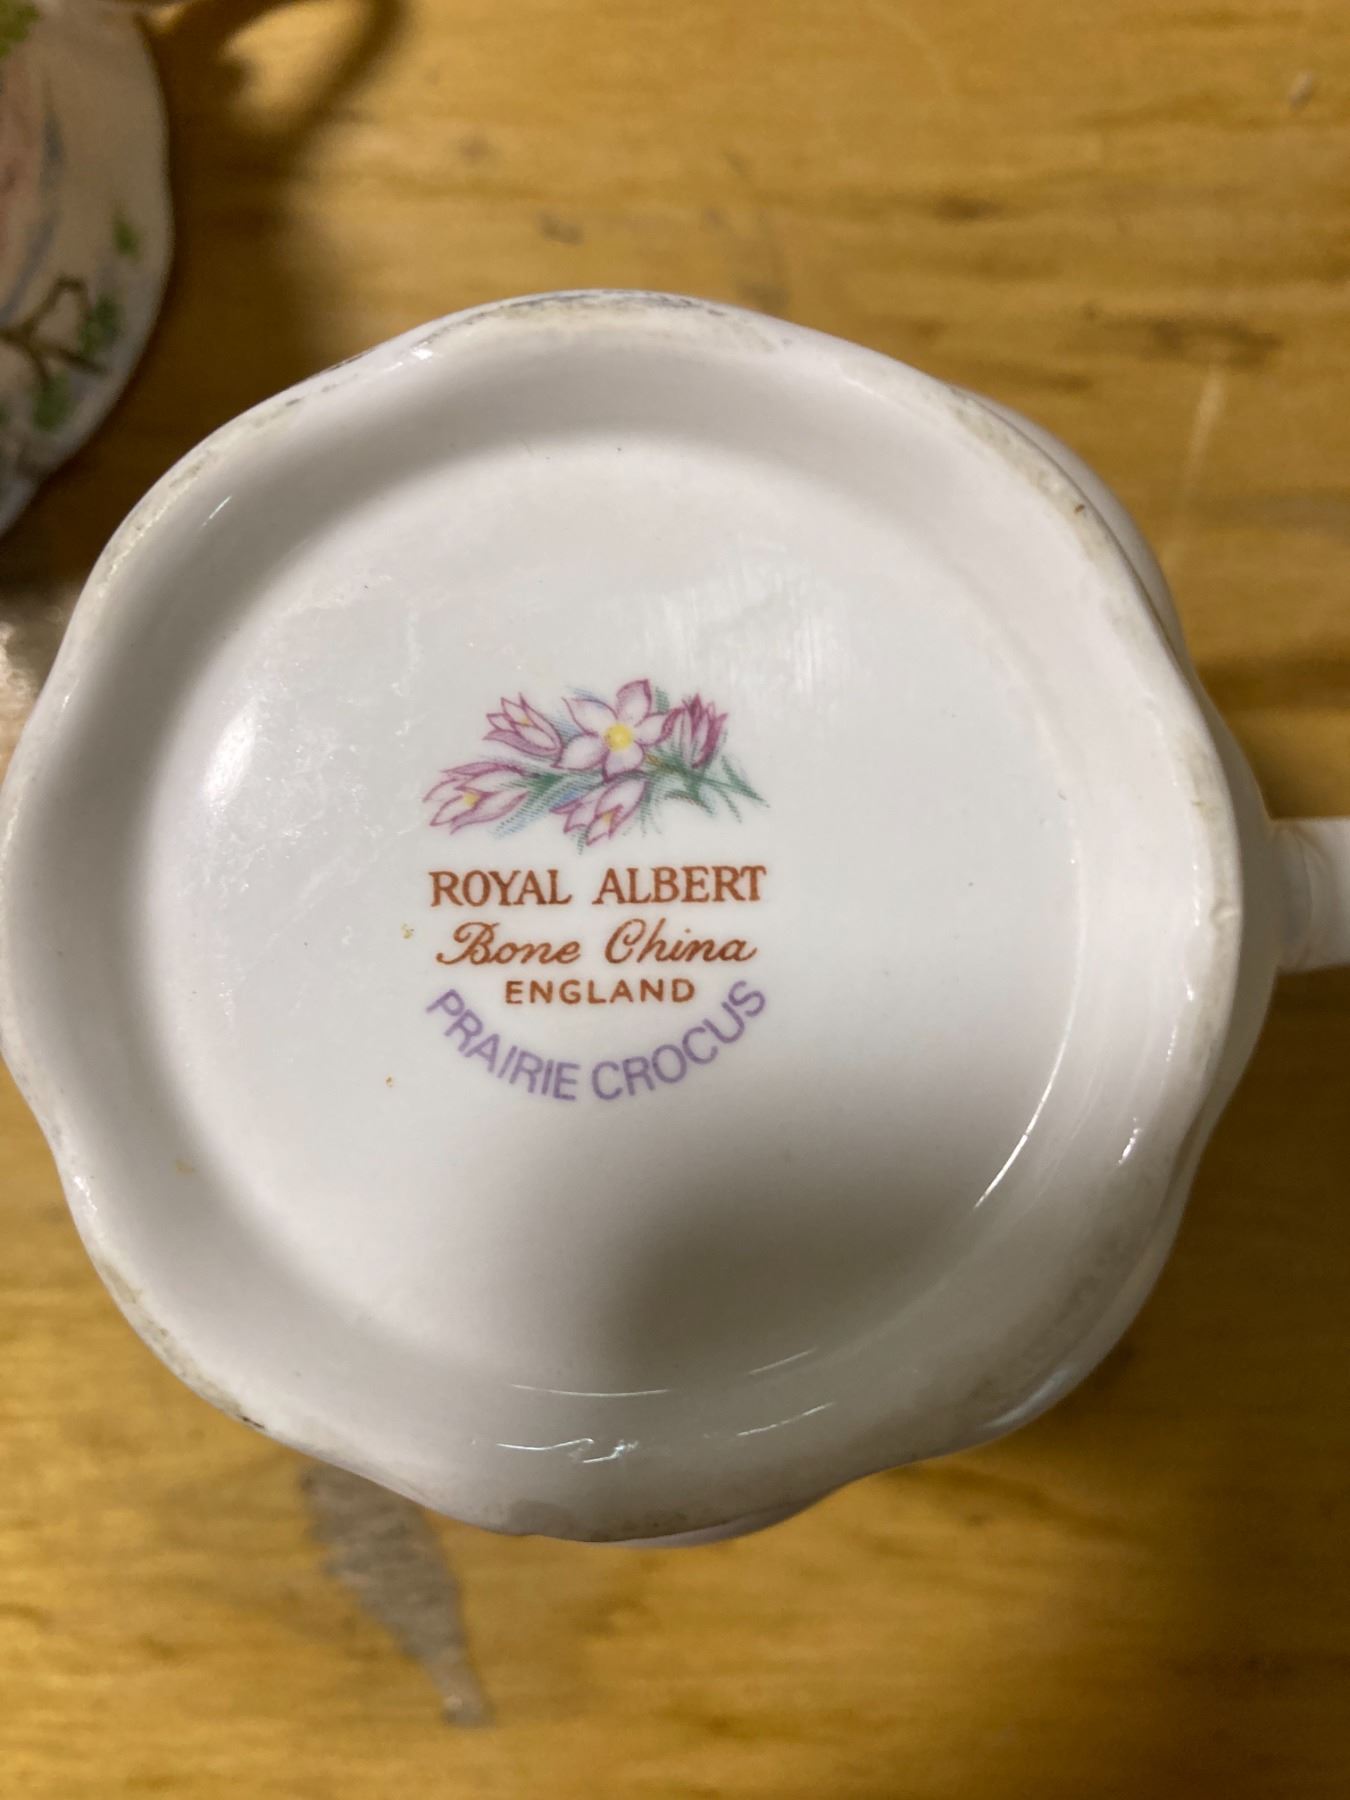 ROYAL ALBERT
Bone China
ENGLAND
PRAIRIE CROCUS